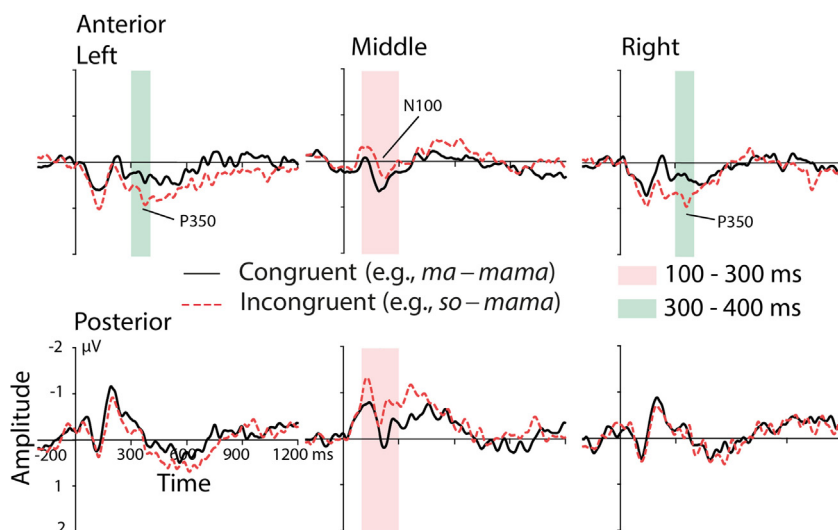 Anterior
Left
Middle
Right
N100
P350
P350
Congruent (e.g., ma – mama)
Incongruent (e.g., so – mama)
100 - 300 ms
300 - 400 ms
Posterior
-2
µV
-1
1
2
Amplitude
-200
300
600
900
1200 ms
Time